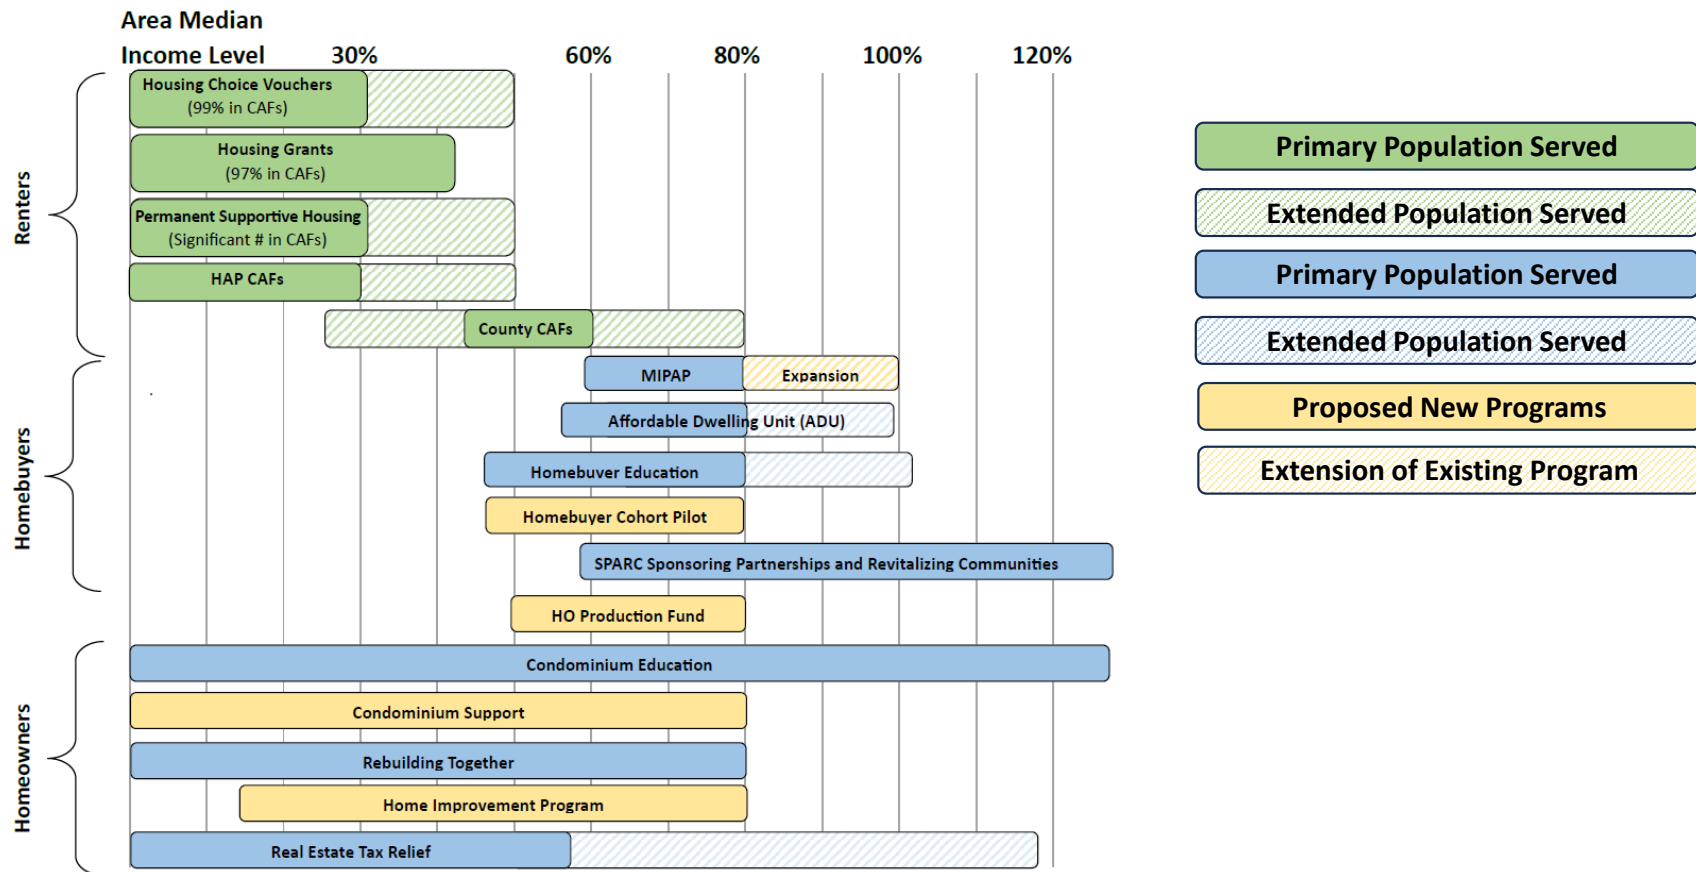 Area Median
Income Level 30% 60% 80% 100% 120%
Renters
Housing Choice Vouchers
(99% in CAFs)
Housing Grants
(97% in CAFs)
Permanent Supportive Housing
(Significant # in CAFs)
HAP CAFs
County CAFs
Homebuyers
MIPAP Expansion
Affordable Dwelling Unit (ADU)
Homebuver Education
Homebuyer Cohort Pilot
SPARC Sponsoring Partnerships and Revitalizing Communities
HO Production Fund
Homeowners
Condominium Education
Condominium Support
Rebuilding Together
Home Improvement Program
Real Estate Tax Relief
Primary Population Served
Extended Population Served
Primary Population Served
Extended Population Served
Proposed New Programs
Extension of Existing Program